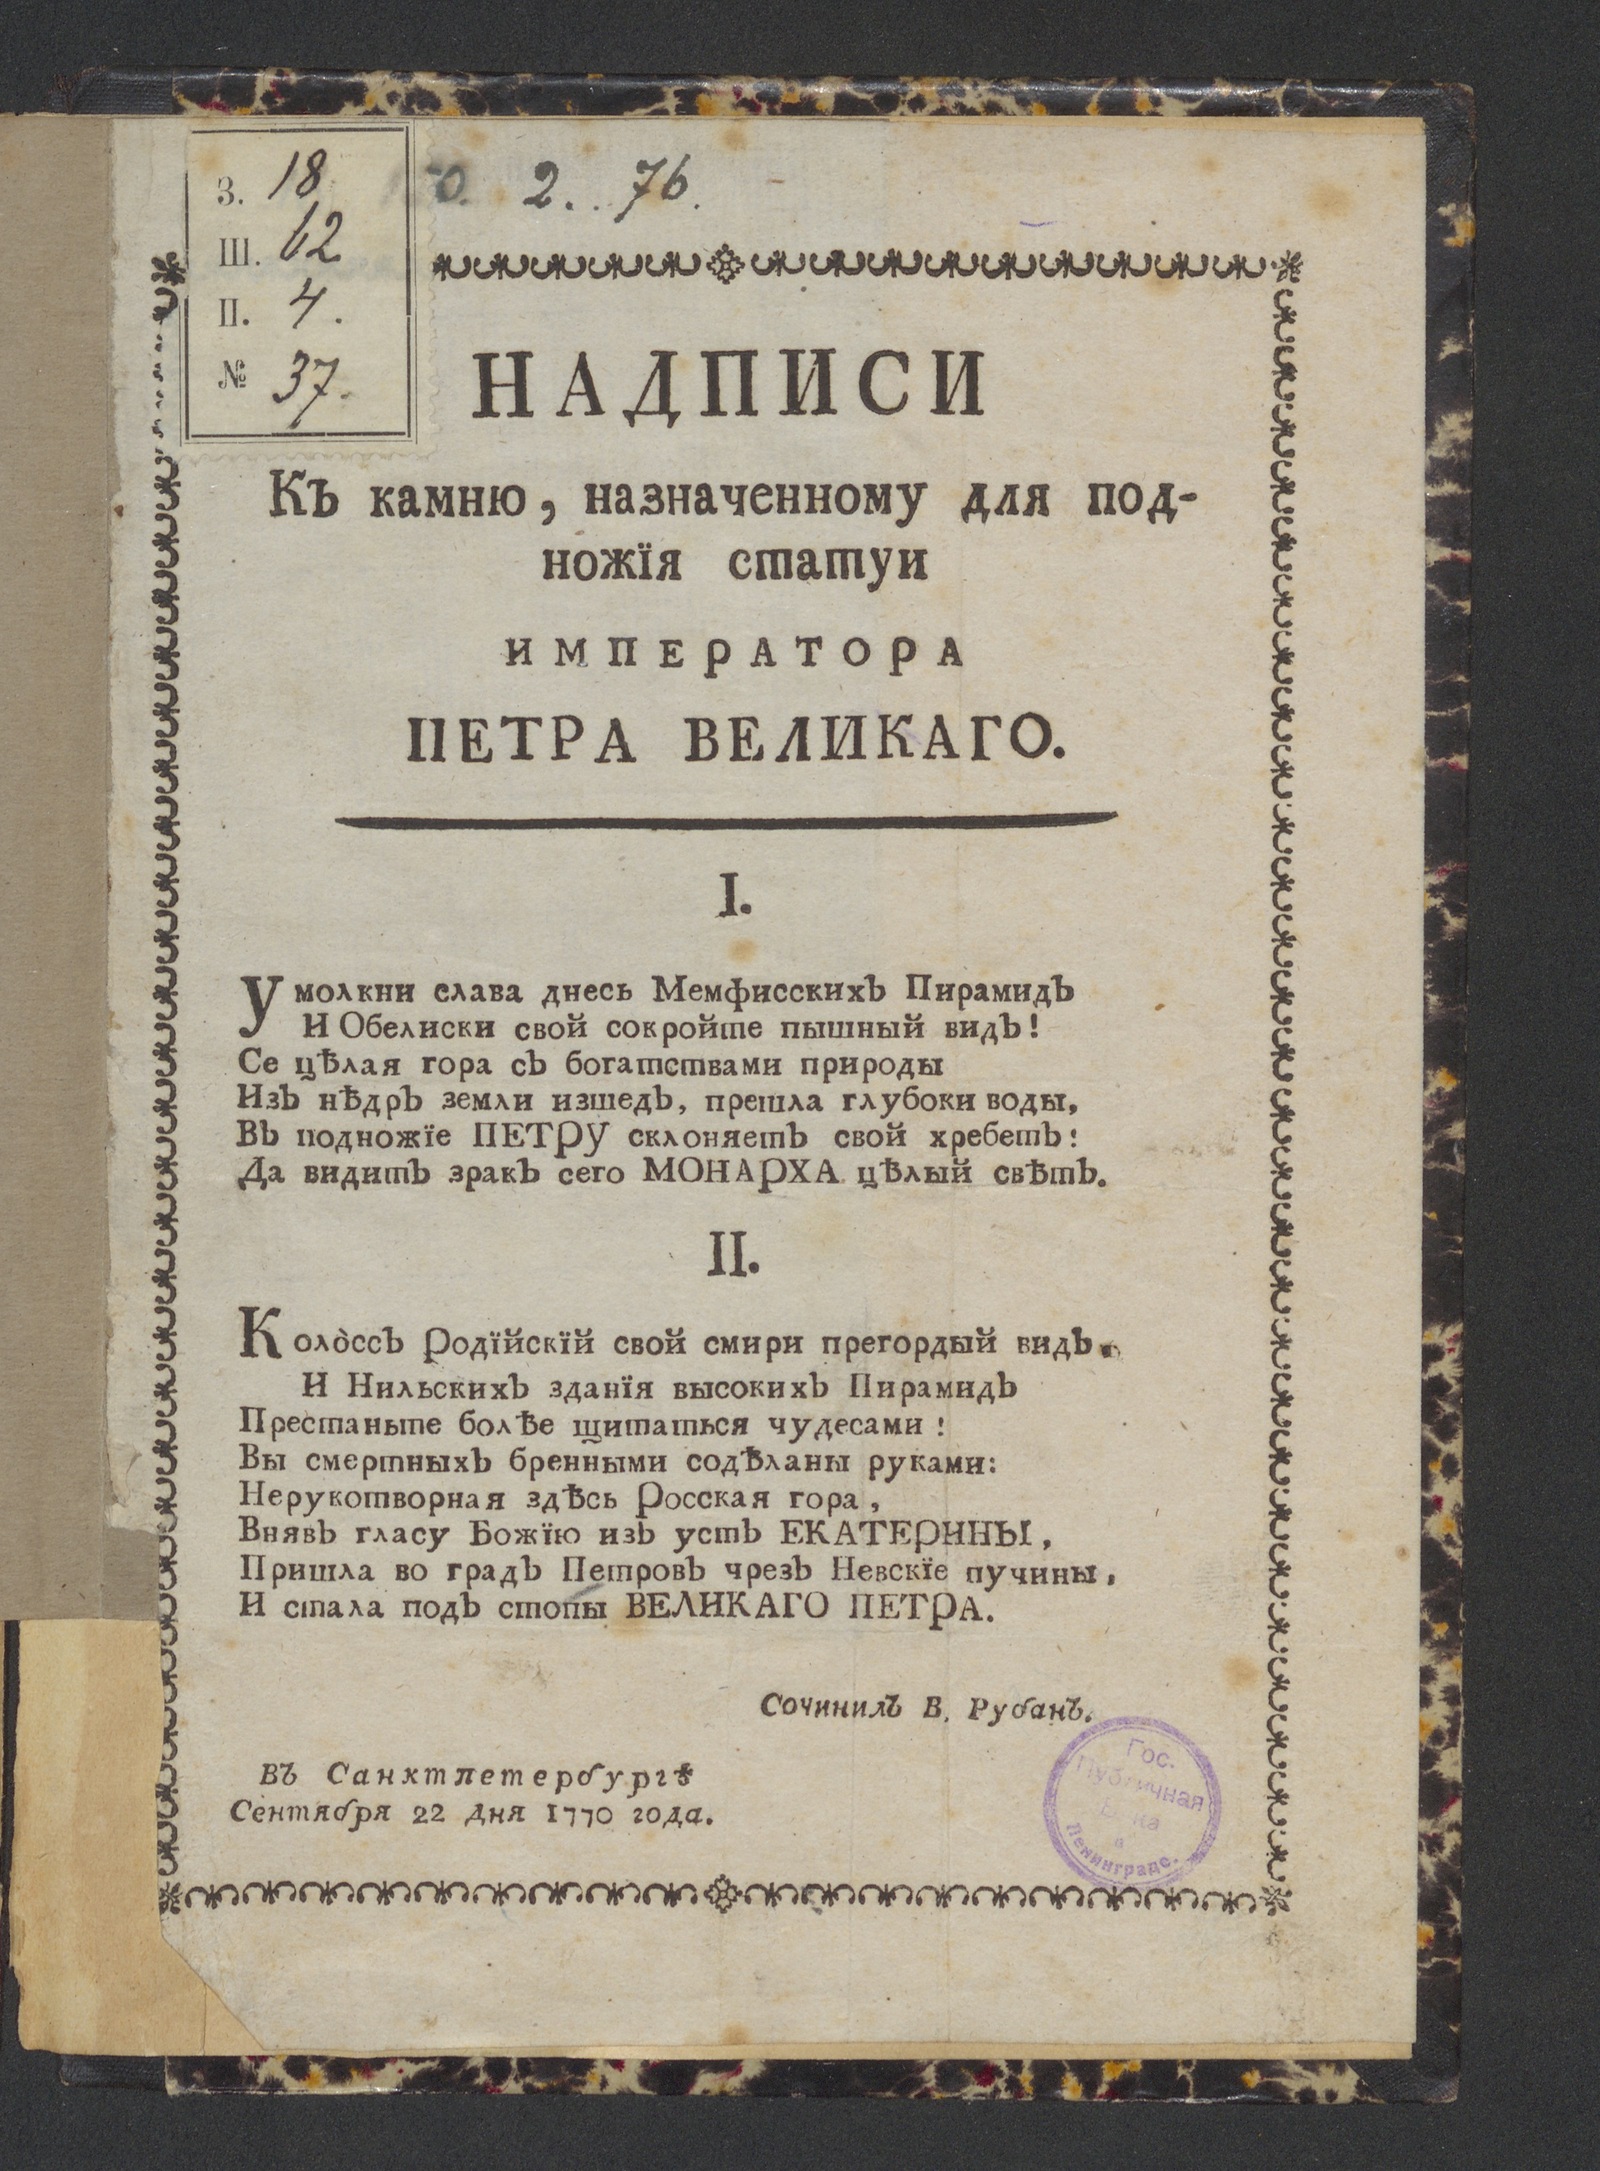 З. 18
Ш. 62
П. 4.
№ 37.
0. 2.. 76.
НАДПИСИ
Къ камню, назначенному для под-
ножїя статуи
ИМПЕРАТОРА
ПЕТРА ВЕЛИКАГО.
I.
Умолкни слава днесь Мемфисскихъ Пирамидъ
И Обелиски свой сокройте пышный видъ!
Се цѣлая гора съ богатствами природы
Изъ нѣдръ земли изшедъ, прешла глубоки воды,
Въ подножїе ПЕТРУ склоняетъ свой хребетъ:
Да видитъ зракъ сего МОНАРХА цѣлый свѣтъ.
II.
Коло̀ссъ Родїйскїй свой смири прегордый видъ,
И Нильскихъ зданїя высокихъ Пирамидъ
Престаньте болѣе щитаться чудесами!
Вы смертныхъ бренными содѣланы руками:
Нерукотворная здѣсь Росская гора,
Внявъ гласу Божїю изъ устъ ЕКАТЕРИНЫ,
Пришла во градъ Петровъ чрезъ Невскїе пучины,
И стала подъ стопы ВЕЛИКАГО ПЕТРА.
Сочинилъ В. Рубанъ.
Въ Санктпетербургѣ
Сентября 22 дня 1770 года.
Гос.
Публичная
Б-ка
в
Ленинграде.